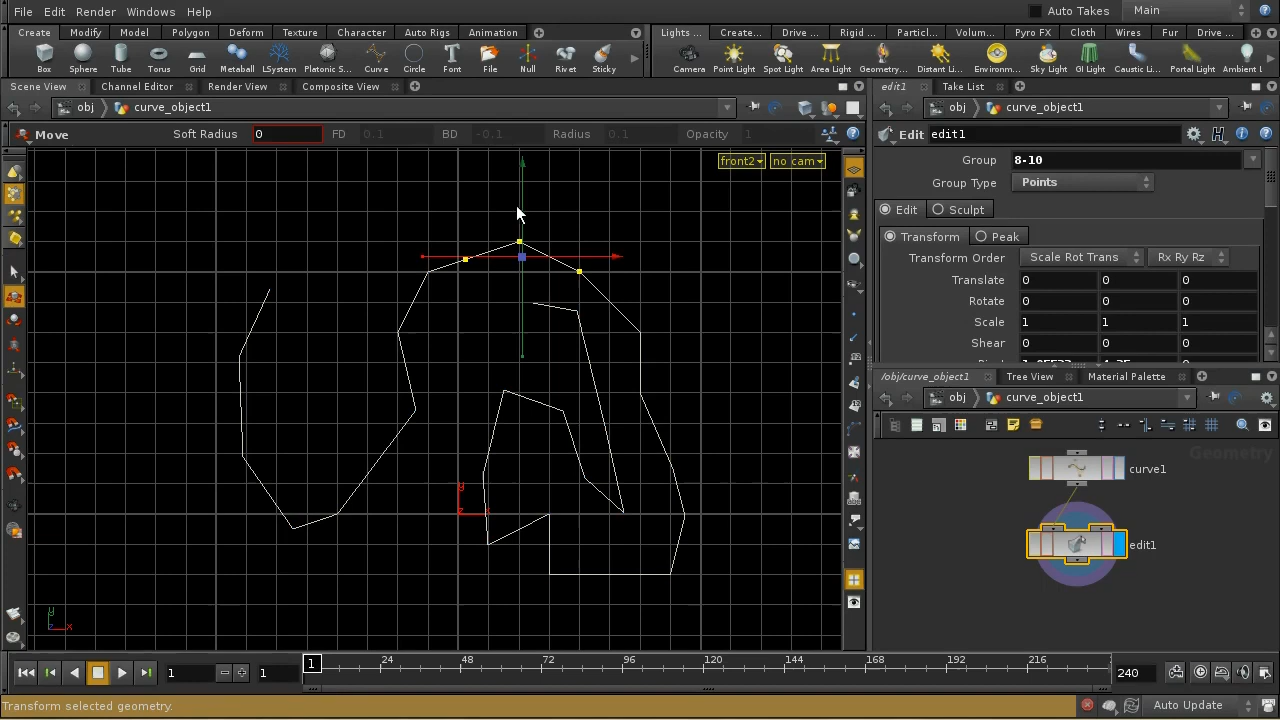 File Edit Render Windows Help Auto Takes Main
Create Modify Model Polygon Deform Texture Character Auto Rigs Animation Lights ... Create... Drive ... Rigid ... Particl... Volum... Pyro FX Cloth Wires Fur Drive ...
Box Sphere Tube Torus Grid Metaball LSystem Platonic S... Curve Circle Font File Null Rivet Sticky Camera Point Light Spot Light Area Light Geometry... Distant Li... Environm... Sky Light GI Light Caustic Li... Portal Light Ambient l
Scene View Channel Editor Render View Composite View edit1 Take List
obj curve_object1 obj curve_object1
Move Soft Radius 0 FD 0.1 BD -0.1 Radius 0.1 Opacity 1 Edit edit1
front2 no cam
Group 8-10
Group Type Points
Edit Sculpt
Transform Peak
Transform Order Scale Rot Trans Rx Ry Rz
Translate 0 0 0
Rotate 0 0 0
Scale 1 1 1
Shear 0 0 0
/obj/curve_object1 Tree View Material Palette
obj curve_object1
Geometry
curve1
edit1
y
z x
y
z x
1 1 1 24 48 72 96 120 144 168 192 216 240
Transform selected geometry. Auto Update